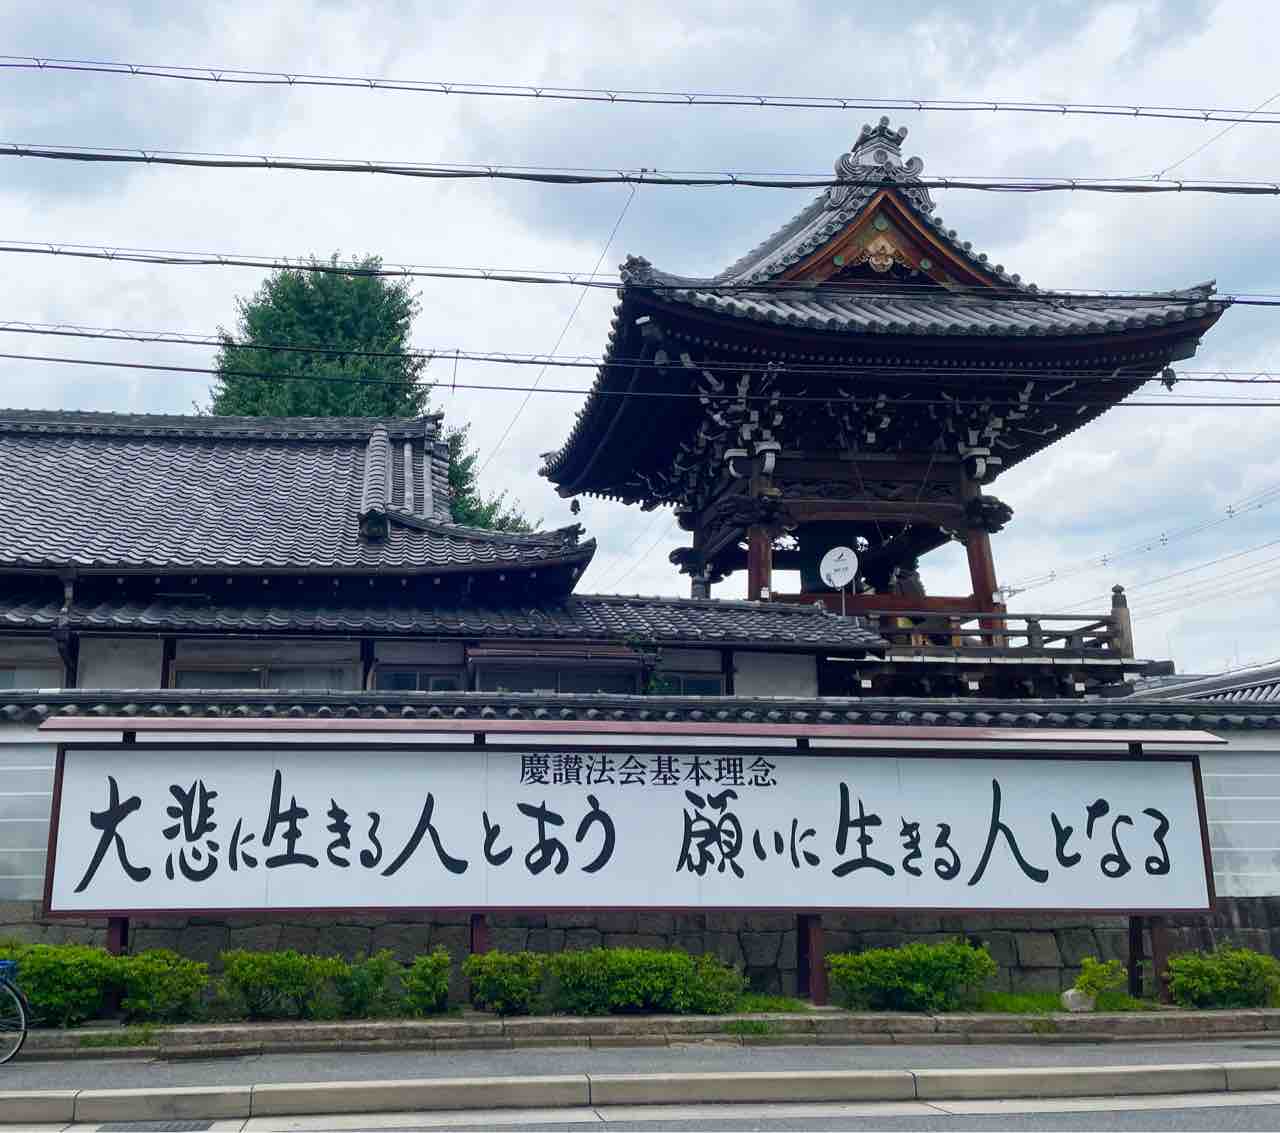 慶讃法会基本理念
大悲に生きる人とあう 願いに生きる人となる